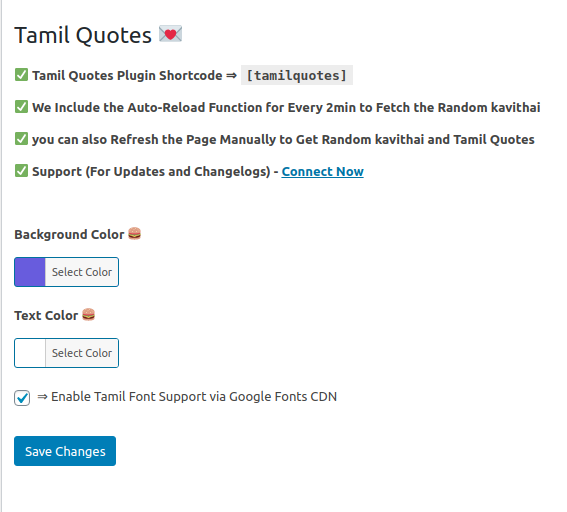 Tamil Quotes 💌
✅ Tamil Quotes Plugin Shortcode ⇒ [tamilquotes]
✅ We Include the Auto-Reload Function for Every 2min to Fetch the Random kavithai
✅ you can also Refresh the Page Manually to Get Random kavithai and Tamil Quotes
✅ Support (For Updates and Changelogs) - Connect Now
Background Color 🍔
Select Color
Text Color 🍔
Select Color
⇒ Enable Tamil Font Support via Google Fonts CDN
Save Changes